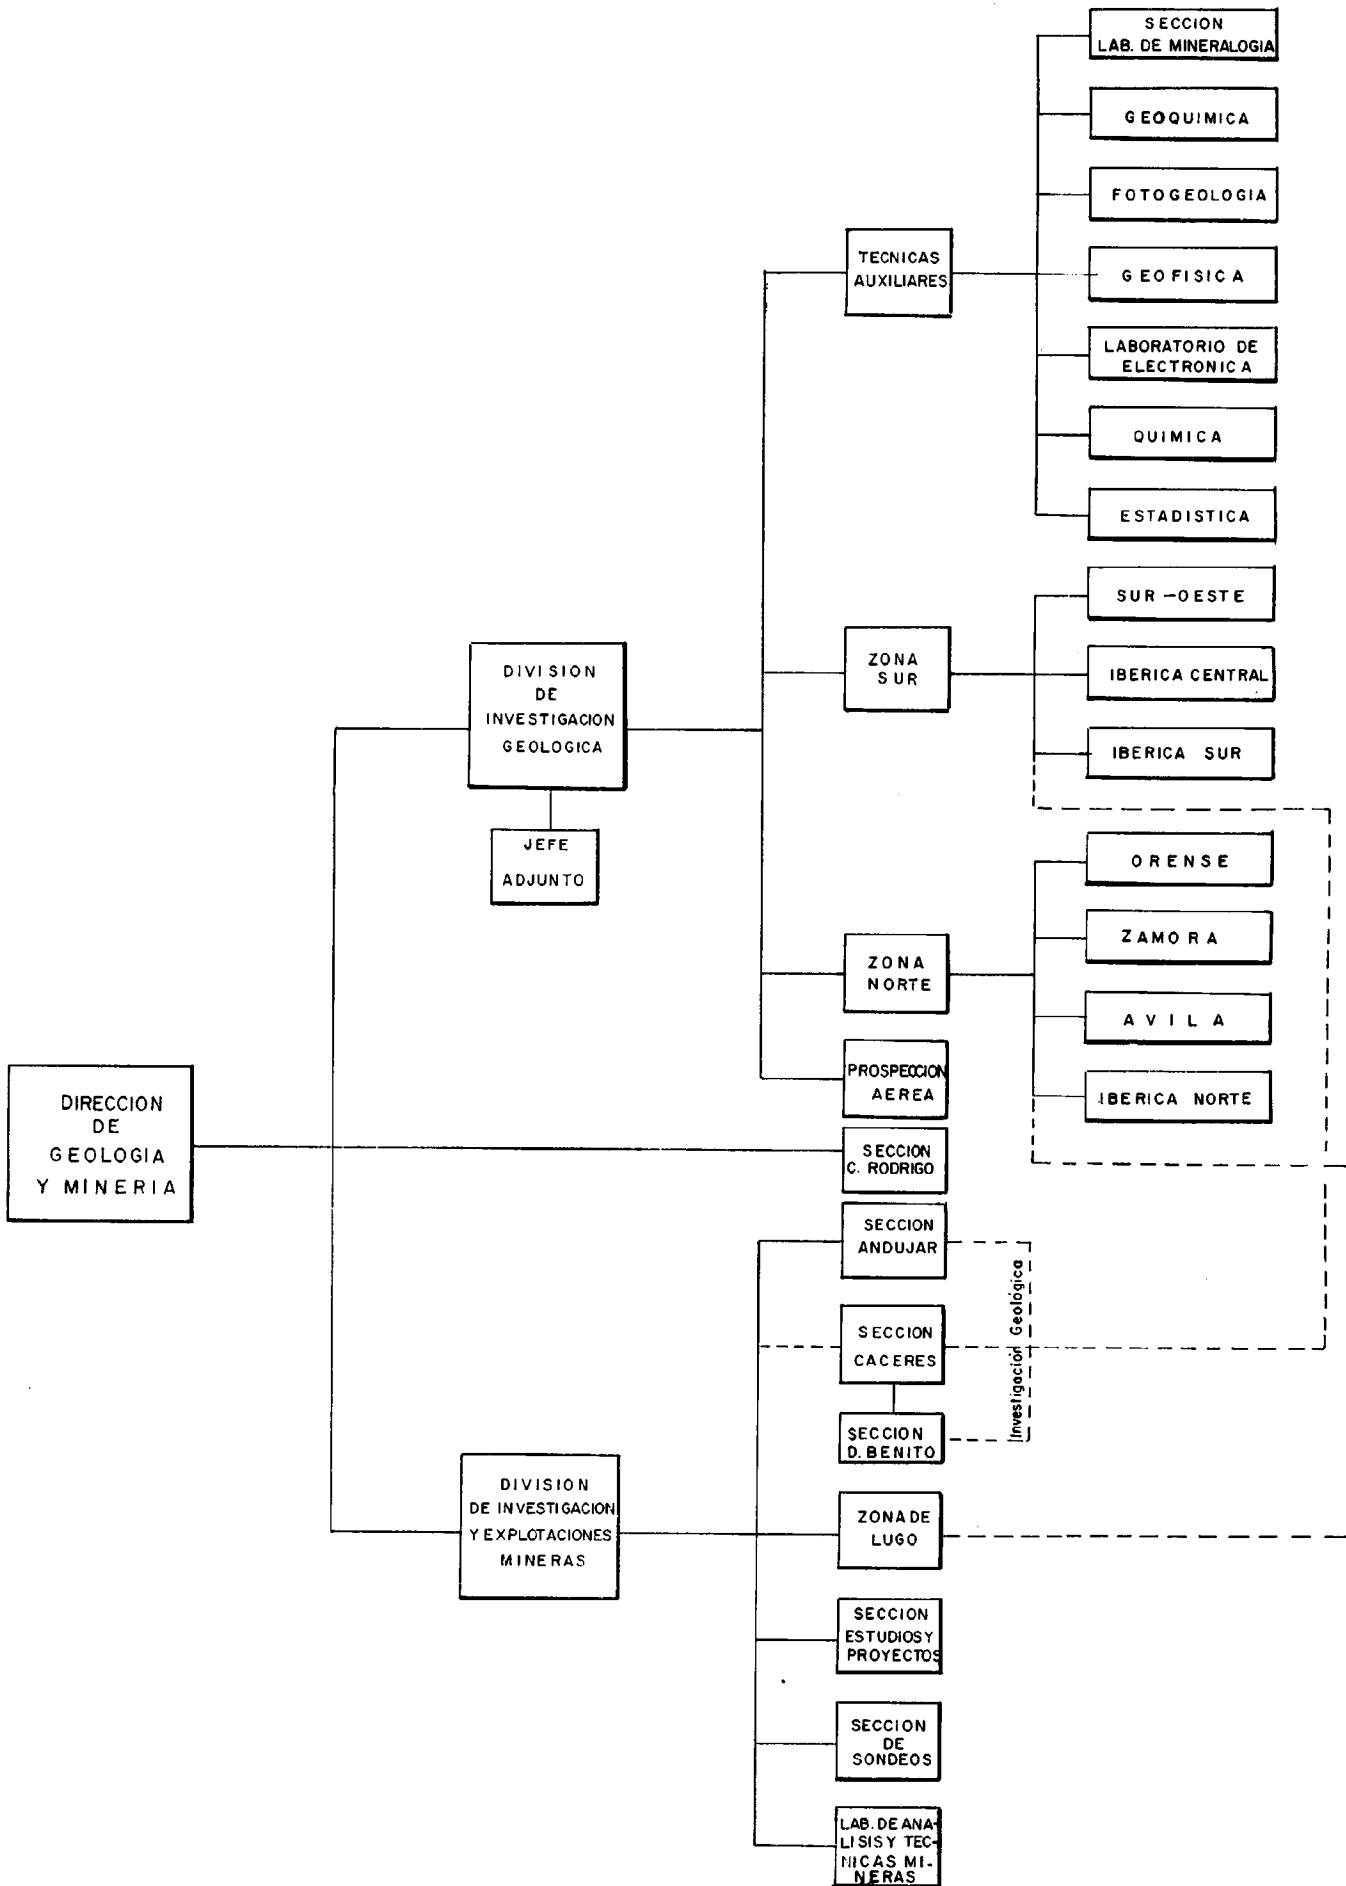 SECCION
LAB. DE MINERALOGIA
GEOQUIMICA
FOTOGEOLOGIA
TECNICAS
AUXILIARES
GEOFISICA
LABORATORIO DE
ELECTRONICA
QUIMICA
ESTADISTICA
SUR-OESTE
ZONA
SUR
IBERICA CENTRAL
IBERICA SUR
DIVISION
DE
INVESTIGACION
GEOLOGICA
JEFE
ADJUNTO
ORENSE
ZAMORA
ZONA
NORTE
AVILA
IBERICA NORTE
PROSPECCION
AEREA
DIRECCION
DE
GEOLOGIA
Y MINERIA
SECCION
C. RODRIGO
SECCION
ANDUJAR
Investigación Geológica
SECCION
CACERES
SECCION
D. BENITO
DIVISION
DE INVESTIGACION
Y EXPLOTACIONES
MINERAS
ZONA DE
LUGO
SECCION
ESTUDIOS Y
PROYECTOS
SECCION
DE
SONDEOS
LAB. DE ANA-
LISIS Y TEC-
NICAS MI-
NERAS